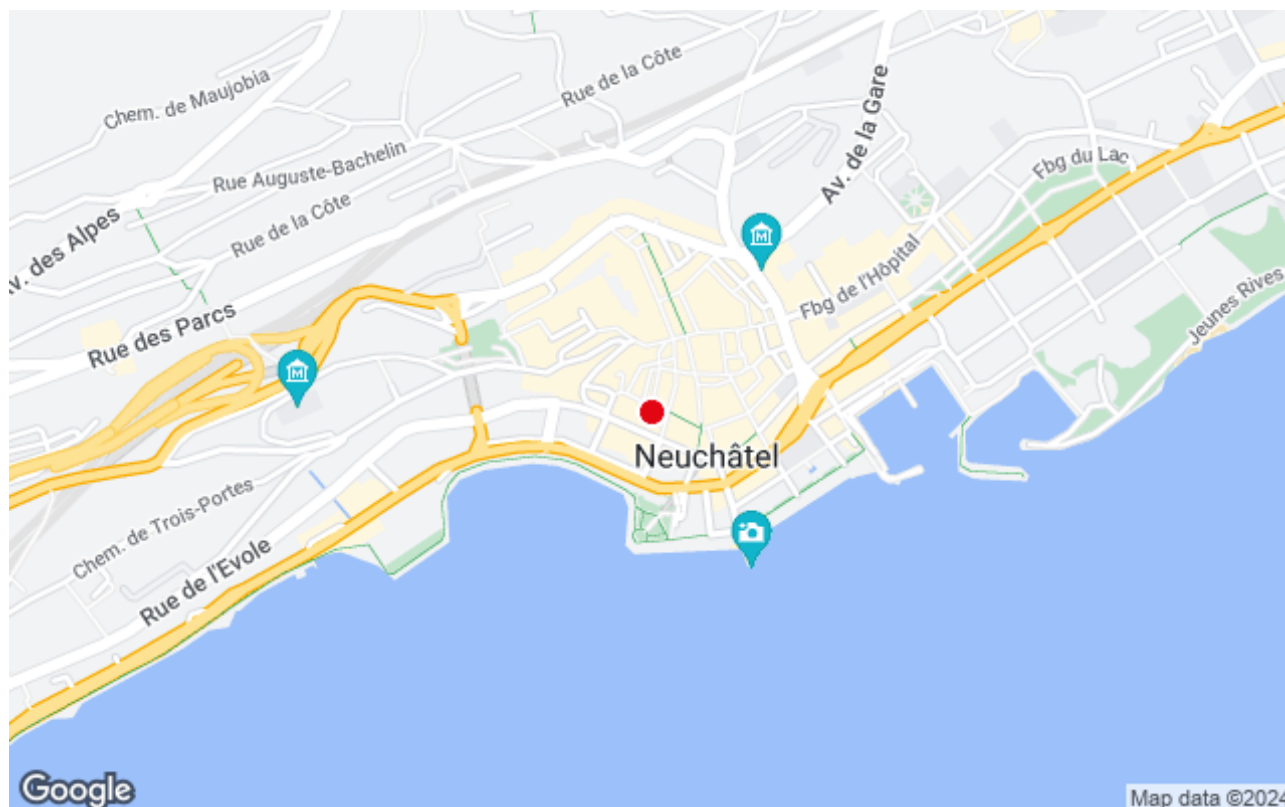 Chem. de Maujobia
Rue de la Côte
Av. de la Gare
Rue Auguste-Bachelin
Fbg du Lac
Rue de la Côte
v. des Alpes
Fbg de l'Hôpital
Jeunes Rives
Rue des Parcs
M
M
Neuchâtel
Chem. de Trois-Portes
Rue de l'Evole
Google
Map data ©2024